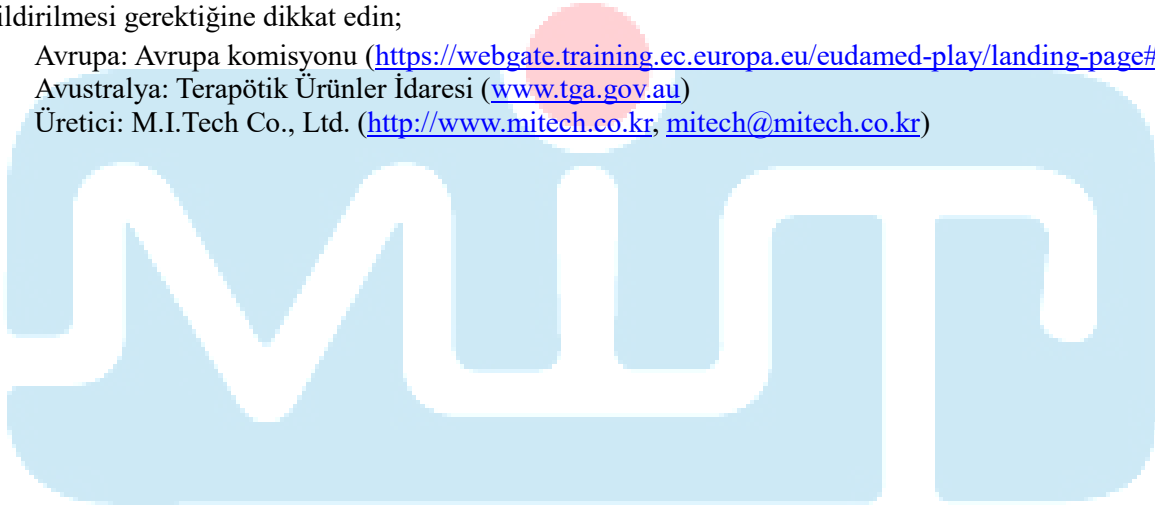 ildirilmesi gerektiğine dikkat edin;
Avrupa: Avrupa komisyonu (https://webgate.training.ec.europa.eu/eudamed-play/landing-page#
Avustralya: Terapötik Ürünler İdaresi (www.tga.gov.au)
Üretici: M.I.Tech Co., Ltd. (http://www.mitech.co.kr, mitech@mitech.co.kr)
MIT